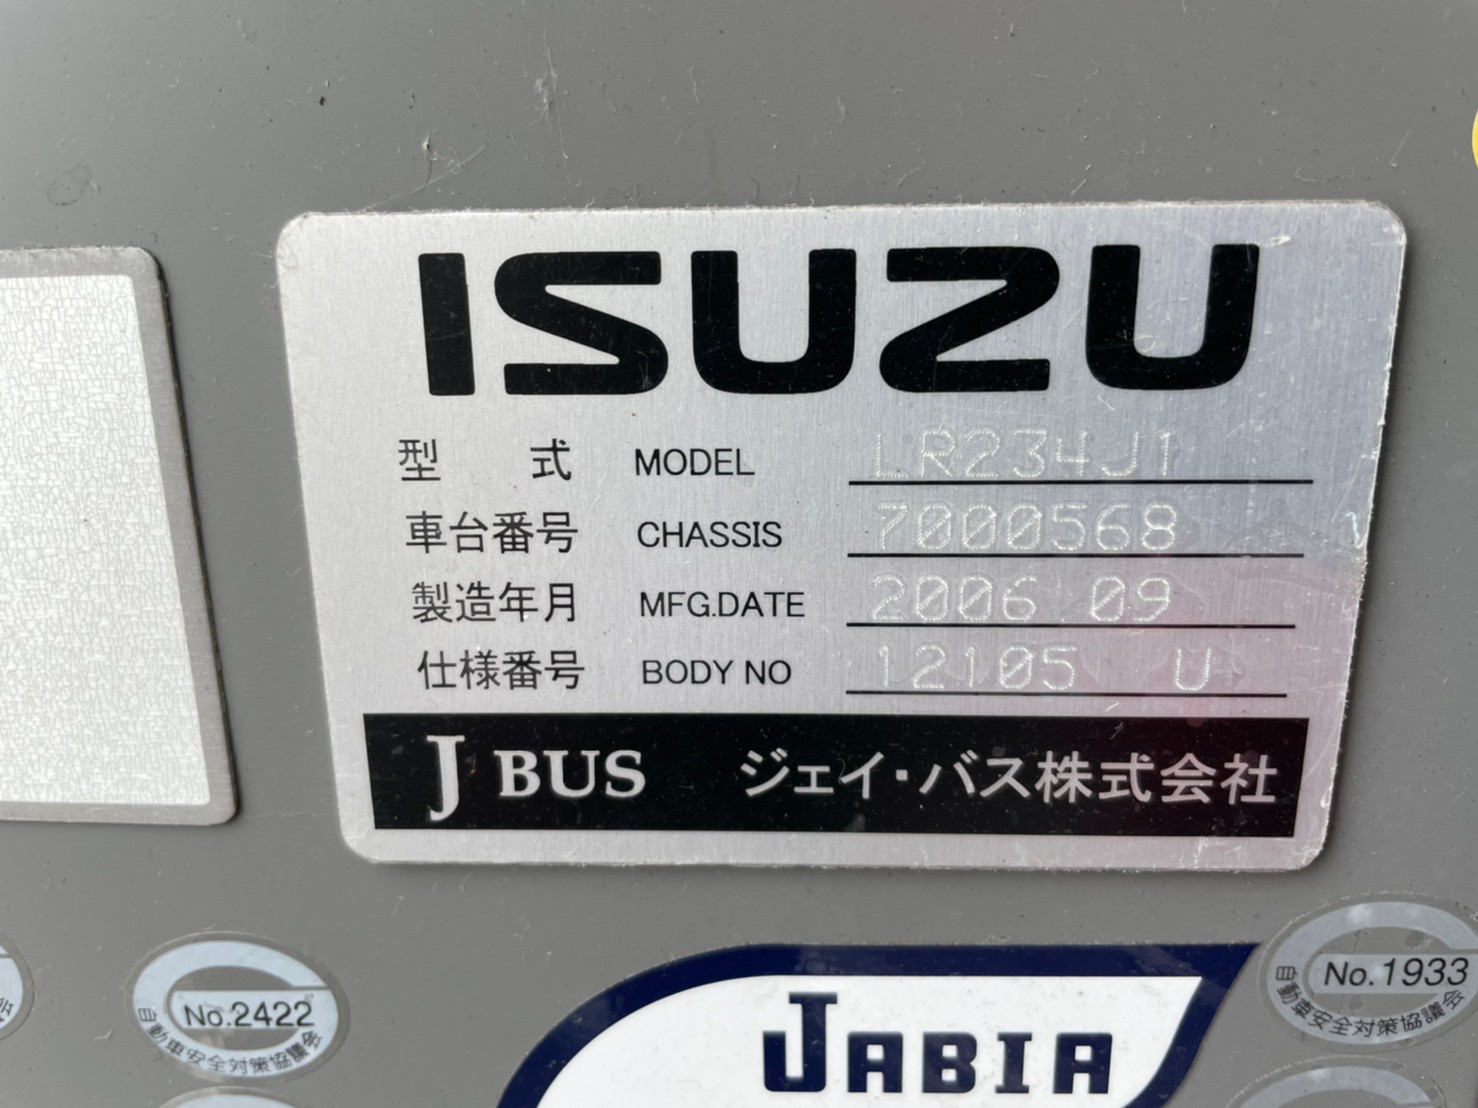 ISUZU
型式 MODEL LR234J1
車台番号 CHASSIS 7000568
製造年月 MFG.DATE 2006 09
仕様番号 BODY NO 12105 U
J BUS ジェイ・バス株式会社
No.2422
自動車安全対策協議会
JABIA
No.1933
自動車安全対策協議会
会